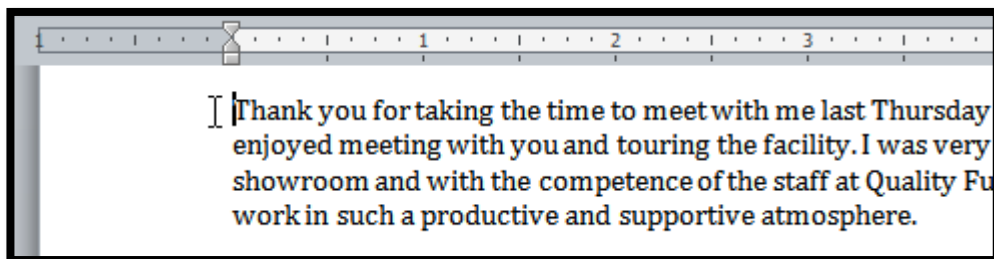 1 1 2 3
Thank you for taking the time to meet with me last Thursday
enjoyed meeting with you and touring the facility. I was very
showroom and with the competence of the staff at Quality Fu
work in such a productive and supportive atmosphere.